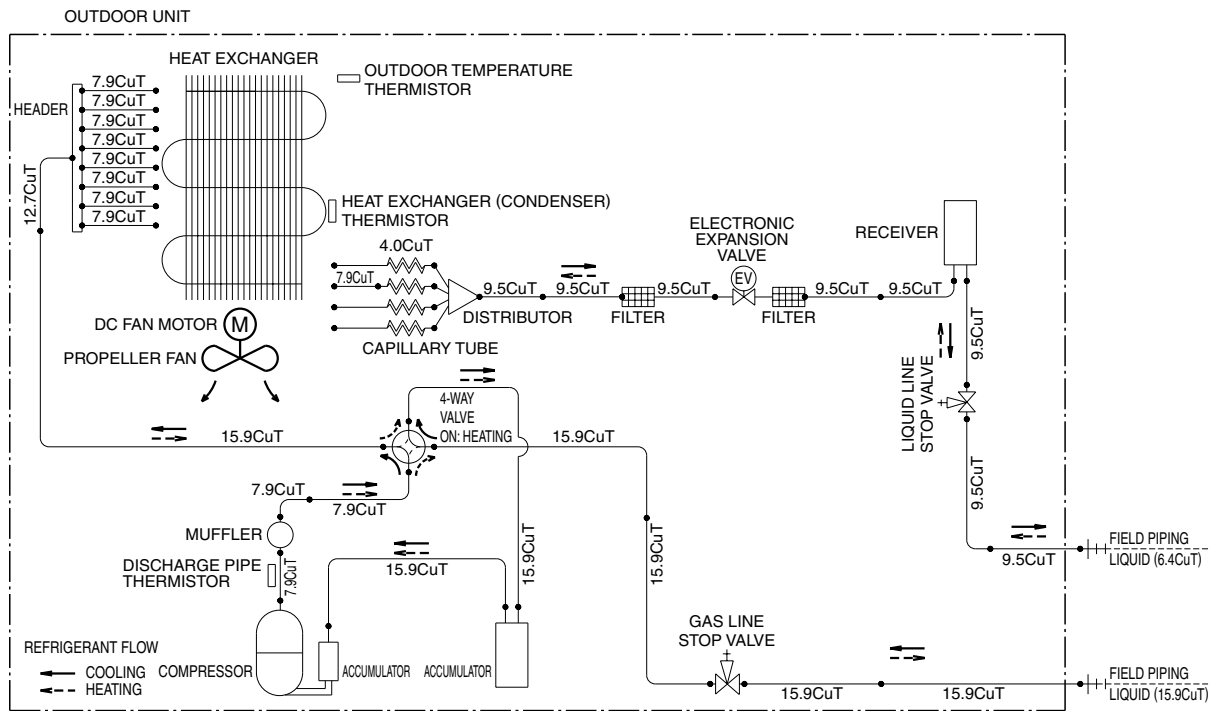 OUTDOOR UNIT
HEAT EXCHANGER
OUTDOOR TEMPERATURE
THERMISTOR
HEADER
7.9CuT
7.9CuT
7.9CuT
7.9CuT
7.9CuT
7.9CuT
7.9CuT
7.9CuT
12.7CuT
HEAT EXCHANGER (CONDENSER)
THERMISTOR
4.0CuT
7.9CuT
CAPILLARY TUBE
DISTRIBUTOR
9.5CuT
9.5CuT
FILTER
9.5CuT
ELECTRONIC
EXPANSION
VALVE
EV
FILTER
9.5CuT
9.5CuT
RECEIVER
9.5CuT
LIQUID LINE
STOP VALVE
9.5CuT
9.5CuT
FIELD PIPING
LIQUID (6.4CuT)
DC FAN MOTOR
M
PROPELLER FAN
4-WAY
VALVE
ON: HEATING
15.9CuT
15.9CuT
7.9CuT
7.9CuT
MUFFLER
DISCHARGE PIPE
THERMISTOR
7.9CuT
15.9CuT
15.9CuT
15.9CuT
GAS LINE
STOP VALVE
REFRIGERANT FLOW
COOLING
HEATING
COMPRESSOR
ACCUMULATOR
ACCUMULATOR
15.9CuT
15.9CuT
FIELD PIPING
LIQUID (15.9CuT)